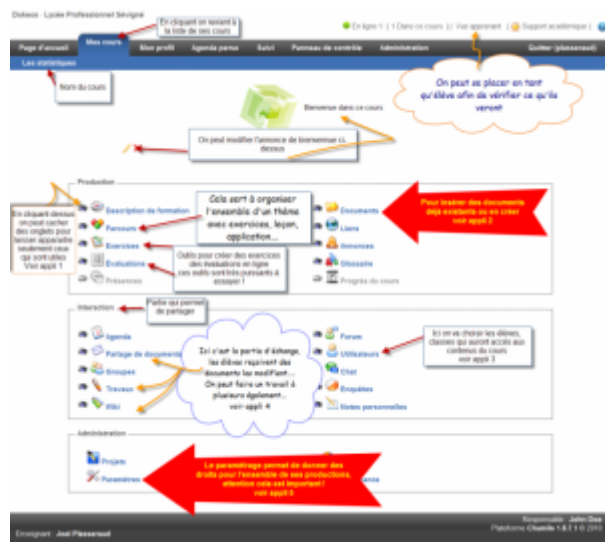 Dokeos - Lycée Professionnel Sévigné
En cliquant on revient à
la liste de ses cours
En ligne 1 | 1 Dans ce cours | | Vue apprenant | Support académique |
Page d'accueil Mes cours Mon profil Agenda perso Suivi Panneau de contrôle Administration Quitter (plasseraud)
Les statistiques
Nom du cours
On peut se placer en tant
qu'élève afin de vérifier ce qu'ils
verront
Bienvenue dans ce cours
On peut modifier l'annonce de bienvenue ci-
dessus
Production
En cliquant dessus
on peut cacher
des onglets pour
laisser apparaître
seulement ceux
qui sont utiles
Voir appli 1
Description de formation
Parcours
Exercices
Evaluations
Présences
Cela sert à organiser
l'ensemble d'un thème
avec exercices, leçon,
application...
Outils pour créer des exercices
des évaluations en ligne
ces outils sont très puissants à
essayer !
Documents
Liens
Annonces
Glossaire
Progrès du cours
Pour insérer des documents
déjà existants ou en créer
voir appli 2
Interaction
Partie qui permet
de partager
Agenda
Partage de documents
Groupes
Travaux
Wiki
Ici c'est la partie d'échange,
les élèves reçoivent des
documents les modifient...
On peut faire un travail à
plusieurs également...
voir appli 4
Forum
Utilisateurs
Chat
Enquêtes
Notes personnelles
Ici on va choisir les élèves,
classes qui auront accès aux
contenus du cours
voir appli 3
Administration
Projets
Paramètres
Le paramétrage permet de donner des
droits pour l'ensemble de ses productions,
attention cela est important !
voir appli 5
Responsable : John Doe
Enseignant : Joel Plasseraud
Plateforme Chamilo 1.8.7.1 © 2010